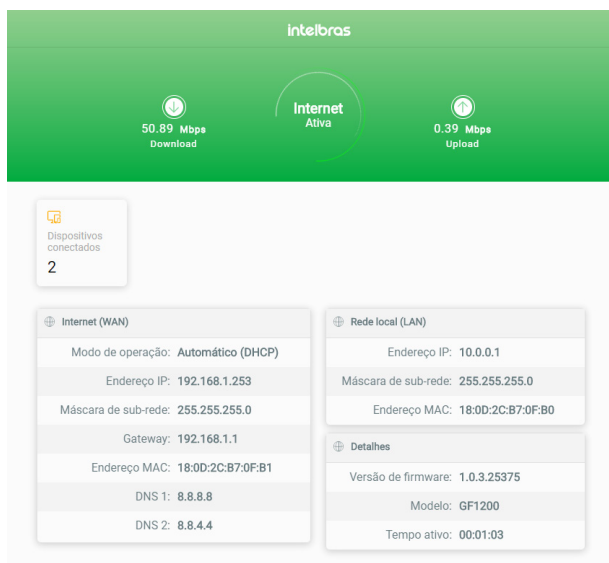 intelbras
Internet
Ativa
50.89 Mbps
Download
0.39 Mbps
Upload
Dispositivos
conectados
2
Internet (WAN)
Modo de operação: Automático (DHCP)
Endereço IP: 192.168.1.253
Máscara de sub-rede: 255.255.255.0
Gateway: 192.168.1.1
Endereço MAC: 18:0D:2C:B7:0F:B1
DNS 1: 8.8.8.8
DNS 2: 8.8.4.4
Rede local (LAN)
Endereço IP: 10.0.0.1
Máscara de sub-rede: 255.255.255.0
Endereço MAC: 18:0D:2C:B7:0F:B0
Detalhes
Versão de firmware: 1.0.3.25375
Modelo: GF1200
Tempo ativo: 00:01:03